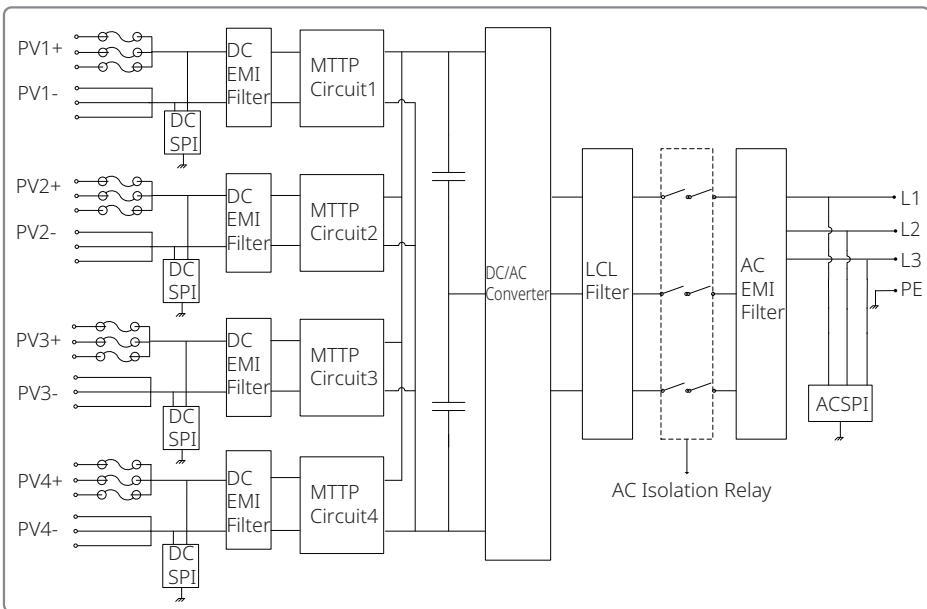 PV1+
PV1-
DC
EMI
Filter
MTTP
Circuit1
DC
SPI
PV2+
PV2-
DC
EMI
Filter
MTTP
Circuit2
DC
SPI
PV3+
PV3-
DC
EMI
Filter
MTTP
Circuit3
DC
SPI
PV4+
PV4-
DC
EMI
Filter
MTTP
Circuit4
DC
SPI
DC/AC
Converter
LCL
Filter
AC Isolation Relay
AC
EMI
Filter
L1
L2
L3
PE
ACSPI